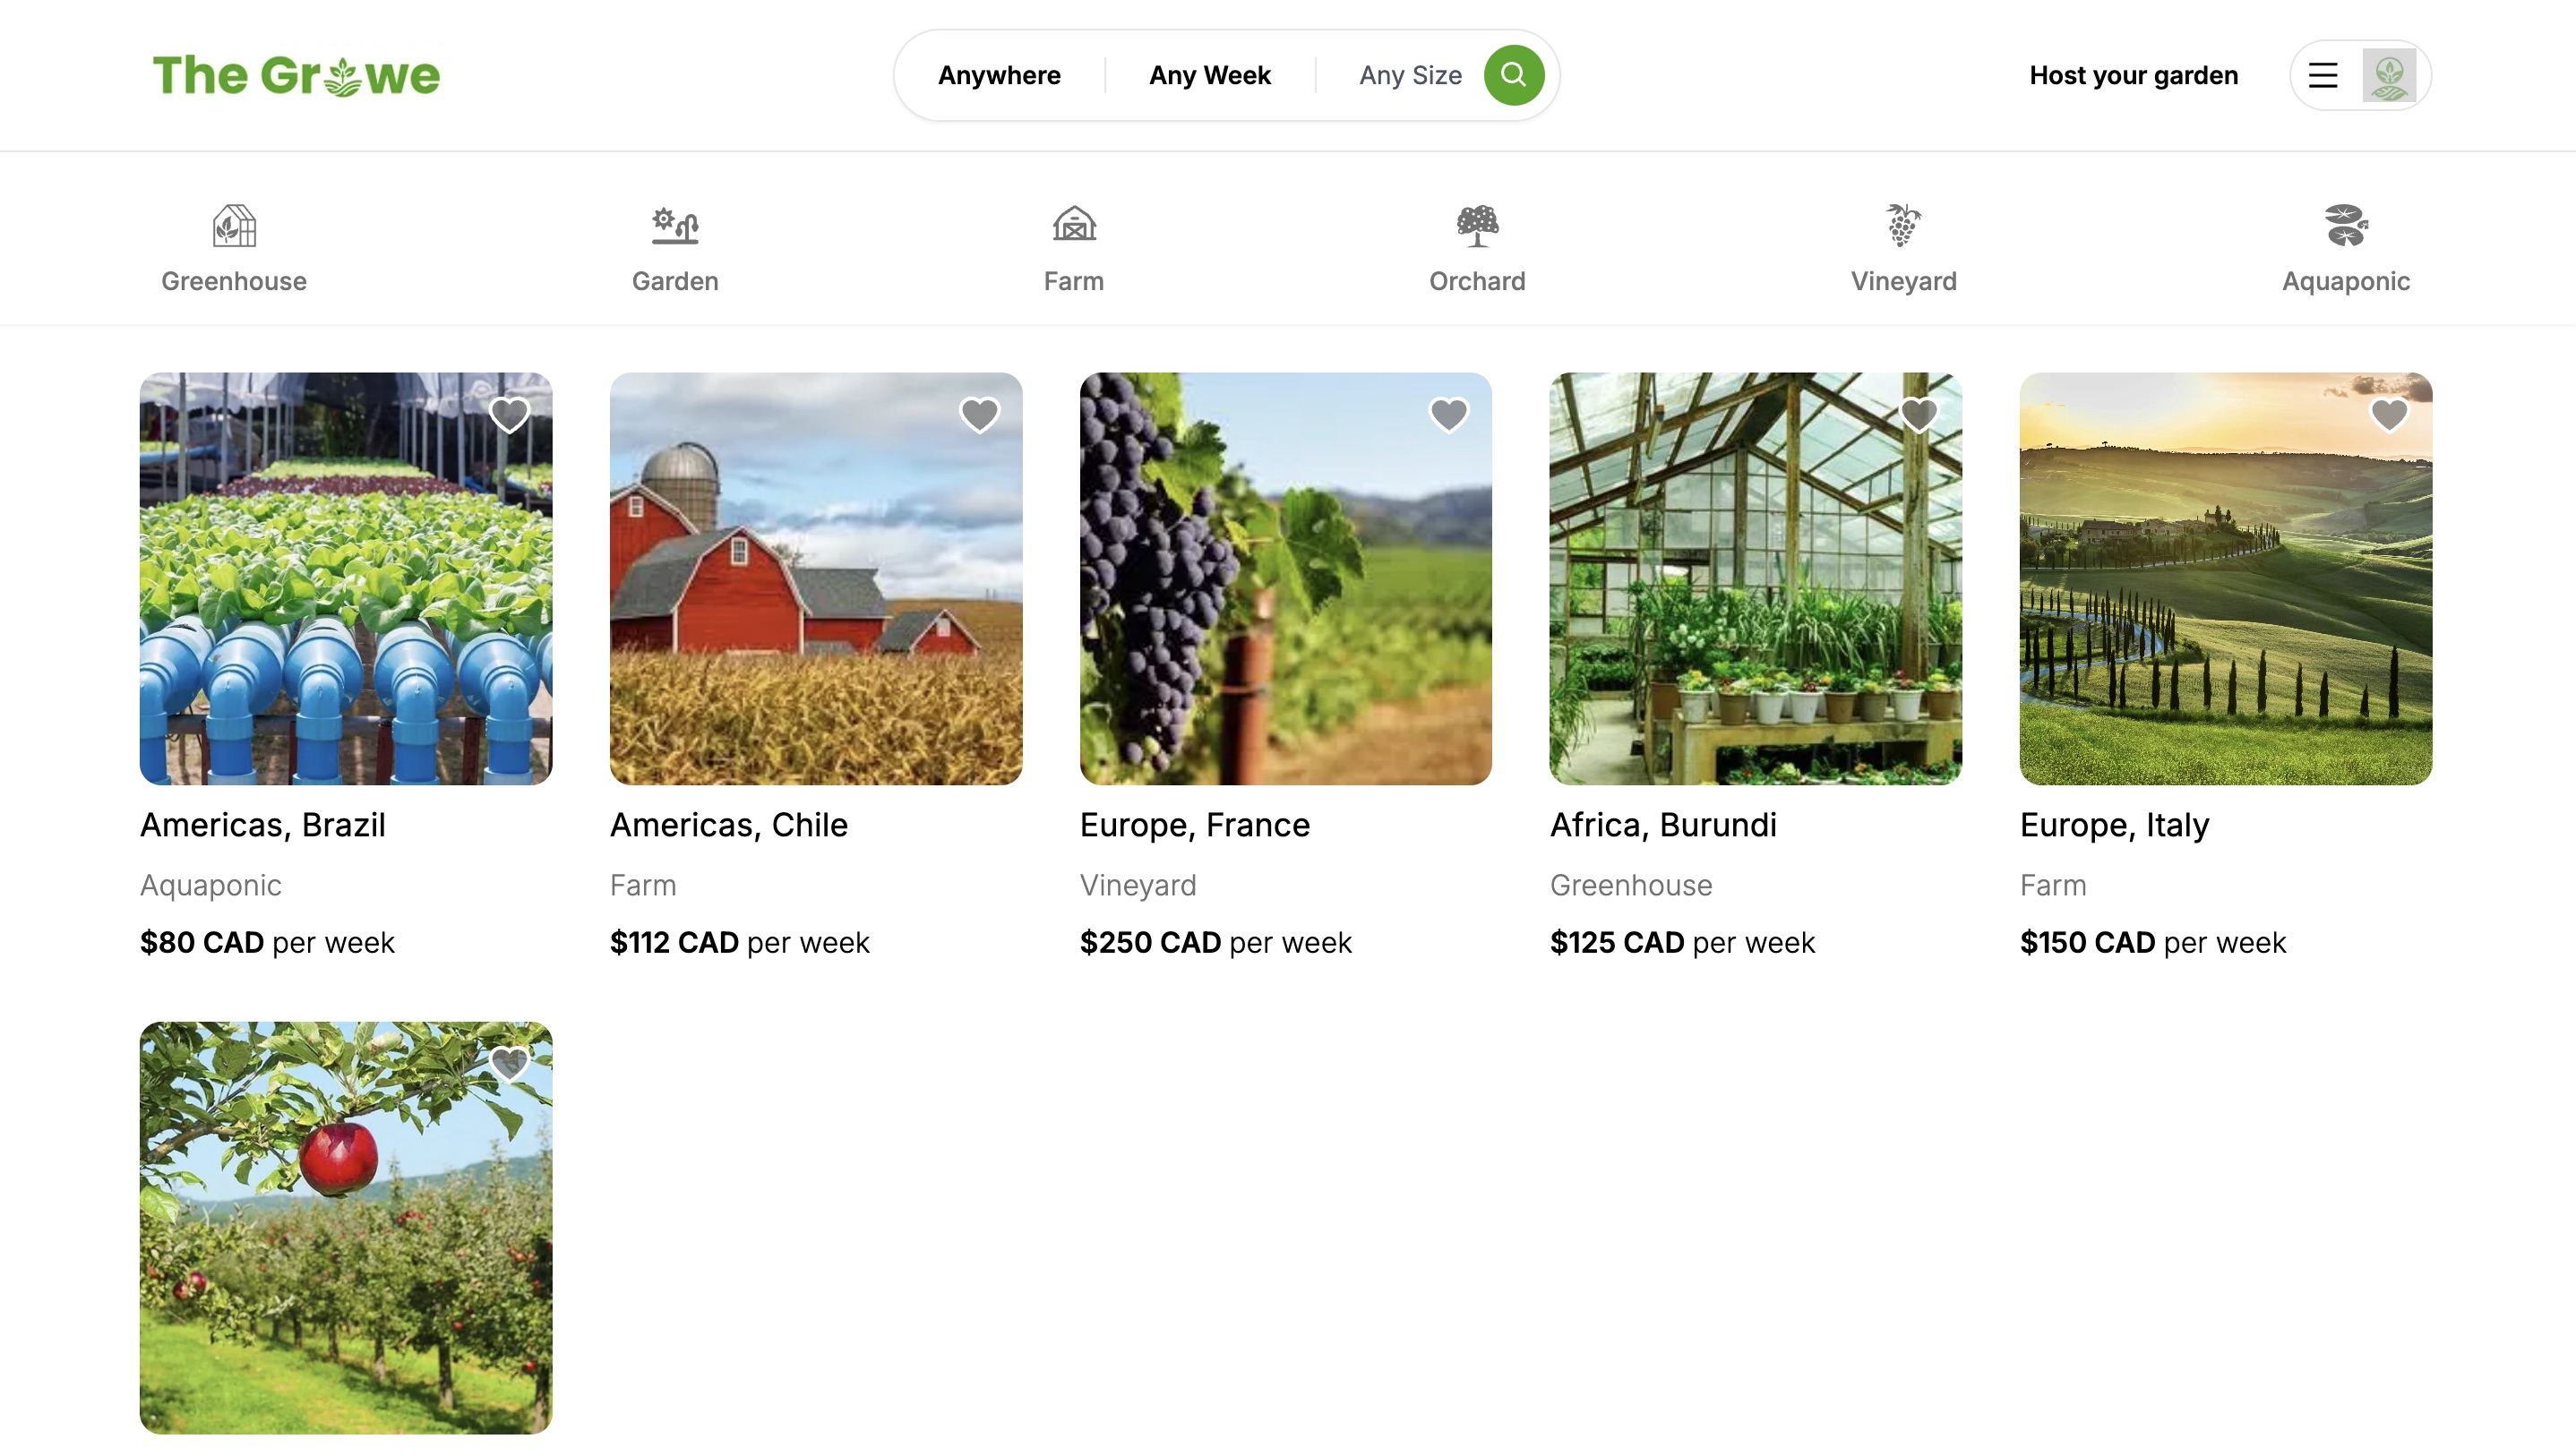 The Growe
Anywhere
Any Week
Any Size
Host your garden
Greenhouse
Garden
Farm
Orchard
Vineyard
Aquaponic
Americas, Brazil
Aquaponic
$80 CAD per week
Americas, Chile
Farm
$112 CAD per week
Europe, France
Vineyard
$250 CAD per week
Africa, Burundi
Greenhouse
$125 CAD per week
Europe, Italy
Farm
$150 CAD per week